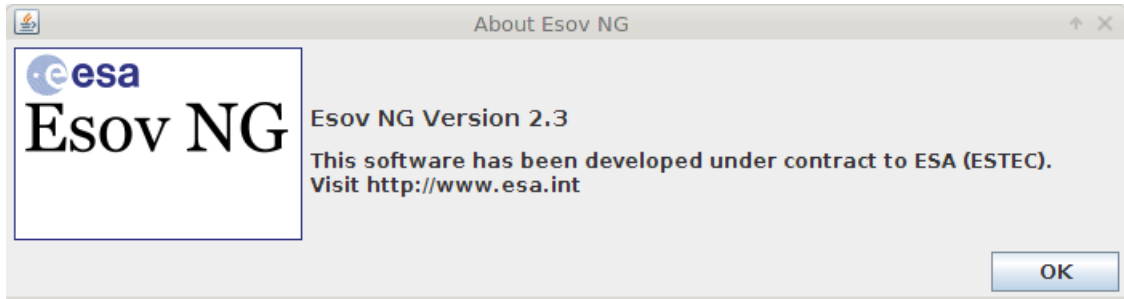 About Esov NG
esa
Esov NG
Esov NG Version 2.3
This software has been developed under contract to ESA (ESTEC).
Visit http://www.esa.int
OK